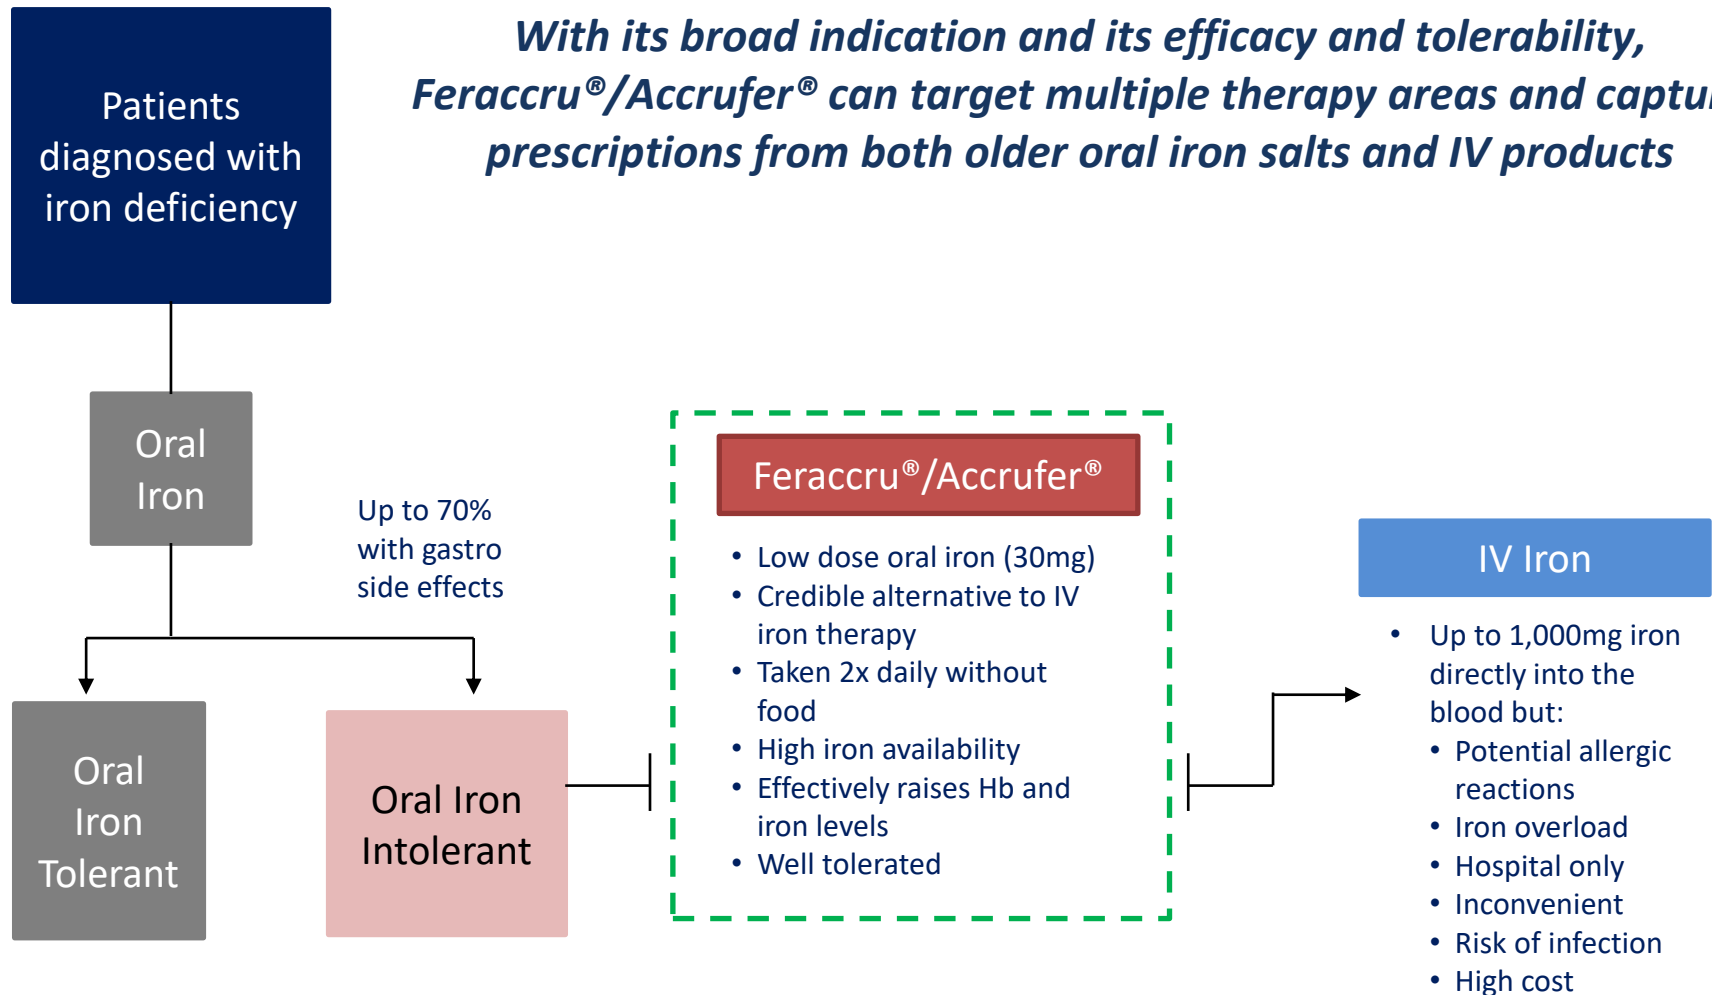 With its broad indication and its efficacy and tolerability,
Feraccru®/Accrufer® can target multiple therapy areas and captur
prescriptions from both older oral iron salts and IV products
Patients
diagnosed with
iron deficiency
Oral
Iron
Up to 70%
with gastro
side effects
Oral
Iron
Tolerant
Oral Iron
Intolerant
Feraccru®/Accrufer®
• Low dose oral iron (30mg)
• Credible alternative to IV
iron therapy
• Taken 2x daily without
food
• High iron availability
• Effectively raises Hb and
iron levels
• Well tolerated
IV Iron
• Up to 1,000mg iron
directly into the
blood but:
• Potential allergic
reactions
• Iron overload
• Hospital only
• Inconvenient
• Risk of infection
• High cost